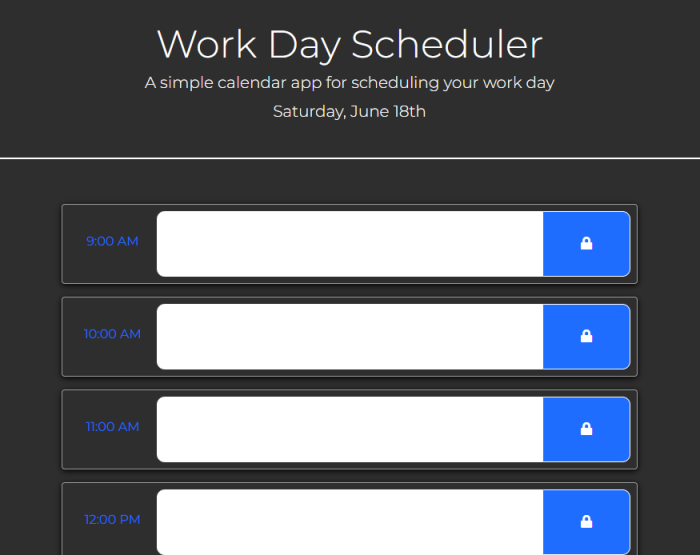 Work Day Scheduler
A simple calendar app for scheduling your work day
Saturday, June 18th
9:00 AM
10:00 AM
11:00 AM
12:00 PM